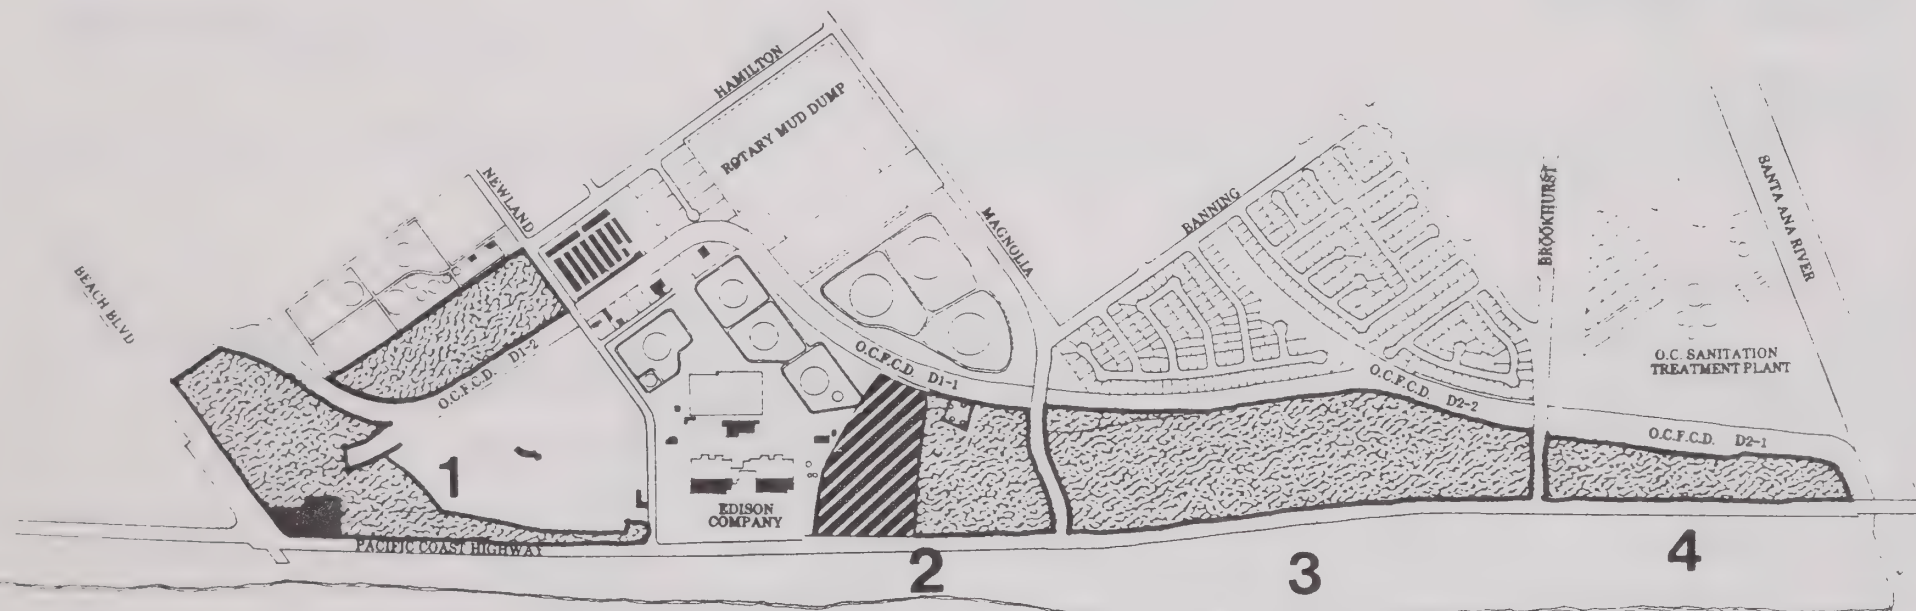 HAMILTON
ROTARY MUD DUMP
NEWLAND
BEACH BLVD
MAGNOLIA
BANNING
BROOKHURST
SANTA ANA RIVER
O.C. SANITATION
TREATMENT PLANT
O.C.F.C.D. D1-2
O.C.F.C.D. D1-1
O.C.F.C.D. D2-2
O.C.F.C.D. D2-1
1
EDISON
COMPANY
PACIFIC COAST HIGHWAY
2
3
4